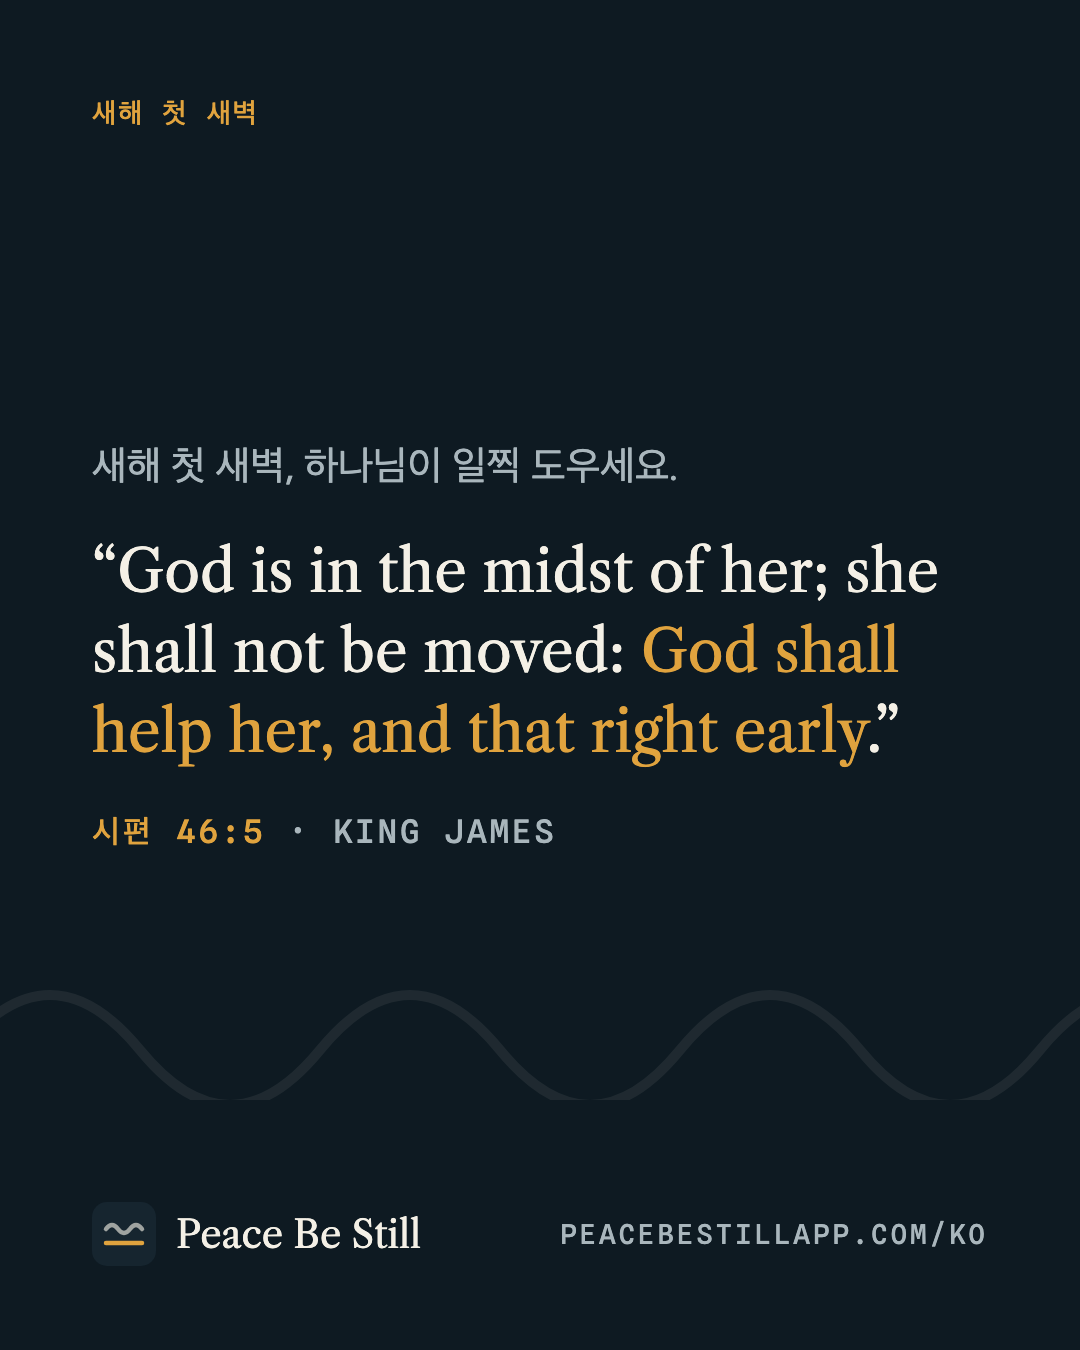 새해 첫 새벽
새해 첫 새벽, 하나님이 일찍 도우세요.
“God is in the midst of her; she
shall not be moved: God shall
help her, and that right early.”
시편 46:5 · KING JAMES
Peace Be Still
PEACEBESTILLAPP.COM/KO